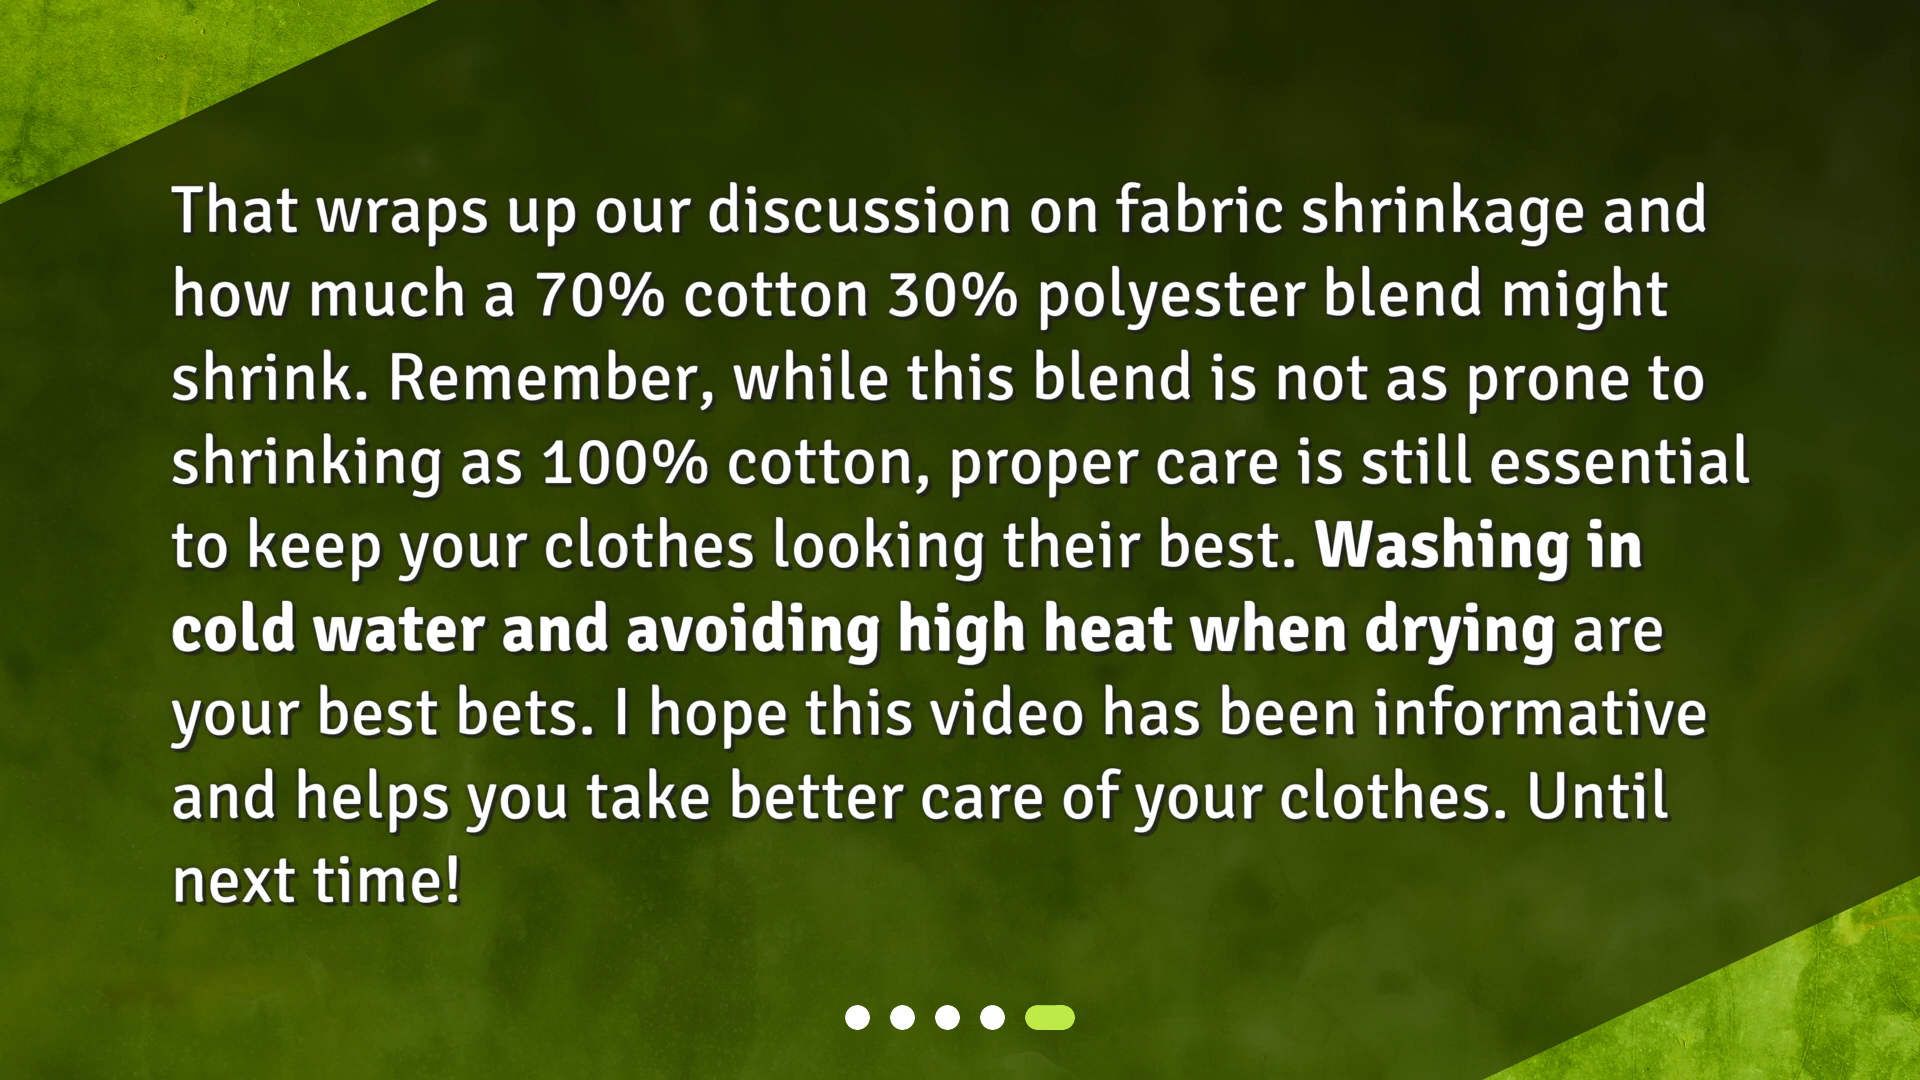 That wraps up our discussion on fabric shrinkage and
how much a 70% cotton 30% polyester blend might
shrink. Remember, while this blend is not as prone to
shrinking as 100% cotton, proper care is still essential
to keep your clothes looking their best. Washing in
cold water and avoiding high heat when drying are
your best bets. I hope this video has been informative
and helps you take better care of your clothes. Until
next time!